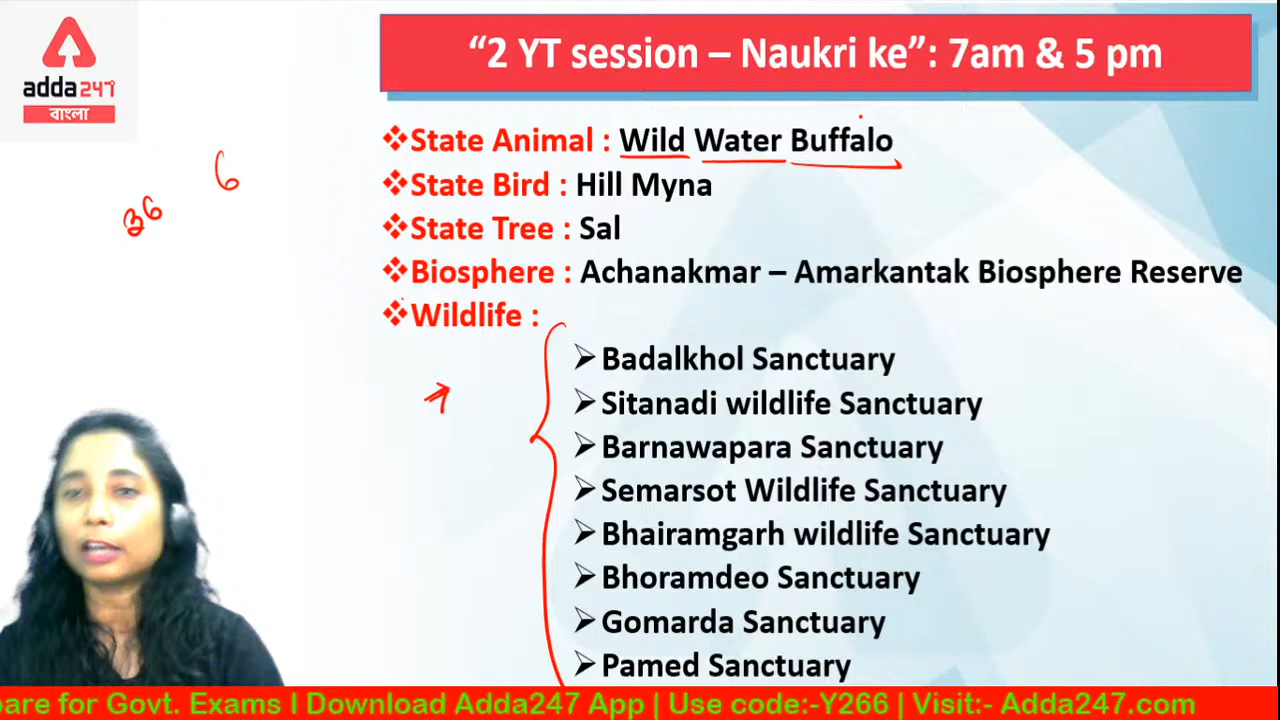 adda247
বাংলা
"2 YT session – Naukri ke": 7am & 5 pm
6
36
State Animal : Wild Water Buffalo
State Bird : Hill Myna
State Tree : Sal
Biosphere : Achanakmar – Amarkantak Biosphere Reserve
Wildlife :
Badalkhol Sanctuary
Sitanadi wildlife Sanctuary
Barnawapara Sanctuary
Semarsot Wildlife Sanctuary
Bhairamgarh wildlife Sanctuary
Bhoramdeo Sanctuary
Gomarda Sanctuary
Pamed Sanctuary
pare for Govt. Exams I Download Adda247 App | Use code:-Y266 | Visit:- Adda247.com